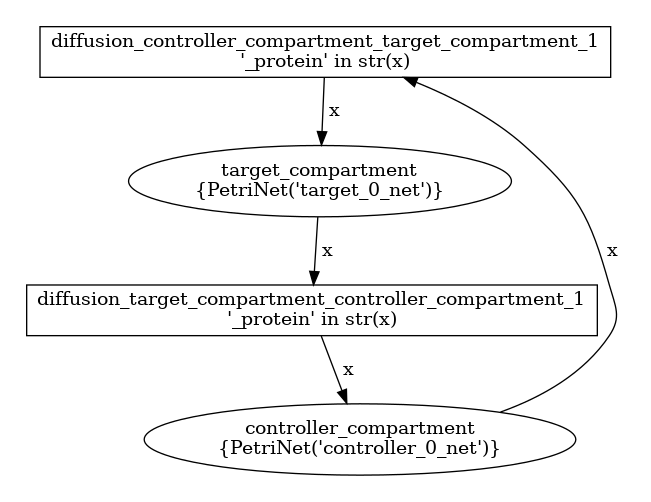 diffusion_controller_compartment_target_compartment_1
'_protein' in str(x)
x
target_compartment
{PetriNet('target_0_net')}
x
x
diffusion_target_compartment_controller_compartment_1
'_protein' in str(x)
x
controller_compartment
{PetriNet('controller_0_net')}